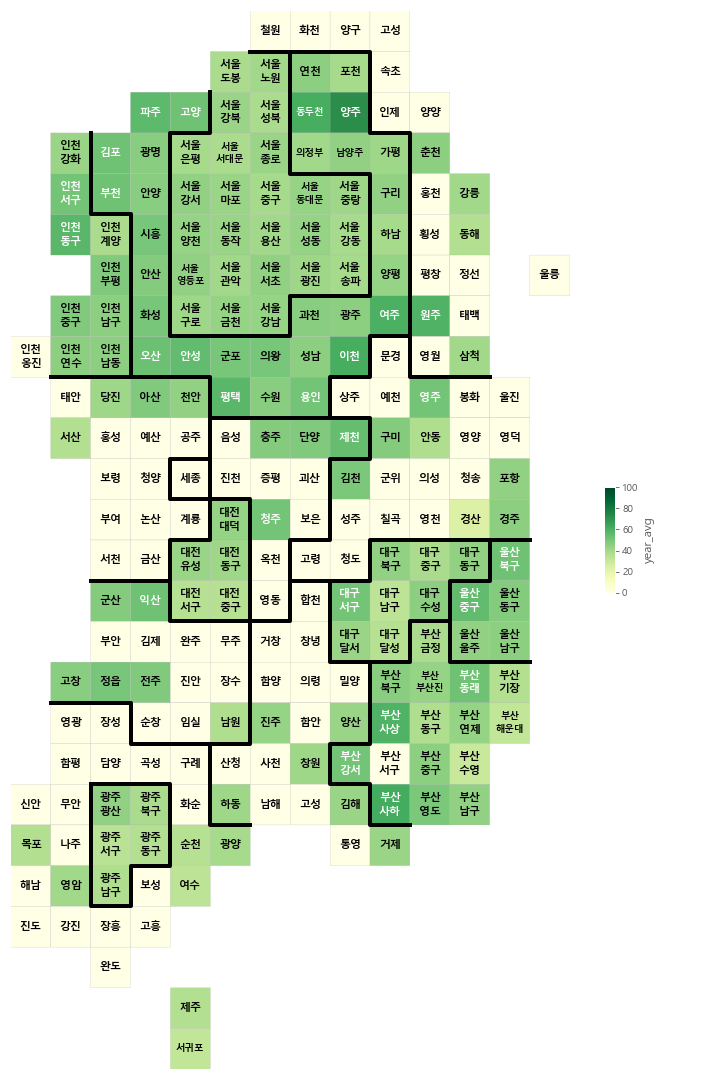 철원 화천 양구 고성
서울 도봉 서울 노원 연천 포천 속초
파주 고양 서울 강북 서울 성북 동두천 양주 인제 양양
인천 강화 김포 광명 서울 은평 서울 서대문 서울 종로 의정부 남양주 가평 춘천
인천 서구 부천 안양 서울 강서 서울 마포 서울 중구 서울 동대문 서울 중랑 구리 홍천 강릉
인천 동구 인천 계양 시흥 서울 양천 서울 동작 서울 용산 서울 성동 서울 강동 하남 횡성 동해
인천 부평 안산 서울 영등포 서울 관악 서울 서초 서울 광진 서울 송파 양평 평창 정선 울릉
인천 중구 인천 남구 화성 서울 구로 서울 금천 서울 강남 과천 광주 여주 원주 태백
인천 옹진 인천 연수 인천 남동 오산 안성 군포 의왕 성남 이천 문경 영월 삼척
태안 당진 아산 천안 평택 수원 용인 상주 예천 영주 봉화 울진
서산 홍성 예산 공주 음성 충주 단양 제천 구미 안동 영양 영덕
보령 청양 세종 진천 증평 괴산 김천 군위 의성 청송 포항
부여 논산 계룡 대전 대덕 청주 보은 성주 칠곡 영천 경산 경주
서천 금산 대전 유성 대전 동구 옥천 고령 청도 대구 북구 대구 중구 대구 동구 울산 북구
군산 익산 대전 서구 대전 중구 영동 합천 대구 서구 대구 남구 대구 수성 울산 중구 울산 동구
부안 김제 완주 무주 거창 창녕 대구 달서 대구 달성 부산 금정 울산 울주 울산 남구
고창 정읍 전주 진안 장수 함양 의령 밀양 부산 북구 부산 부산진 부산 동래 부산 기장
영광 장성 순창 임실 남원 진주 함안 양산 부산 사상 부산 동구 부산 연제 부산 해운대
함평 담양 곡성 구례 산청 사천 창원 부산 강서 부산 서구 부산 중구 부산 수영
신안 무안 광주 광산 광주 북구 화순 하동 남해 고성 김해 부산 사하 부산 영도 부산 남구
목포 나주 광주 서구 광주 동구 순천 광양 통영 거제
해남 영암 광주 남구 보성 여수
진도 강진 장흥 고흥
완도
제주
서귀포
100
80
60
40
20
0
year_avg